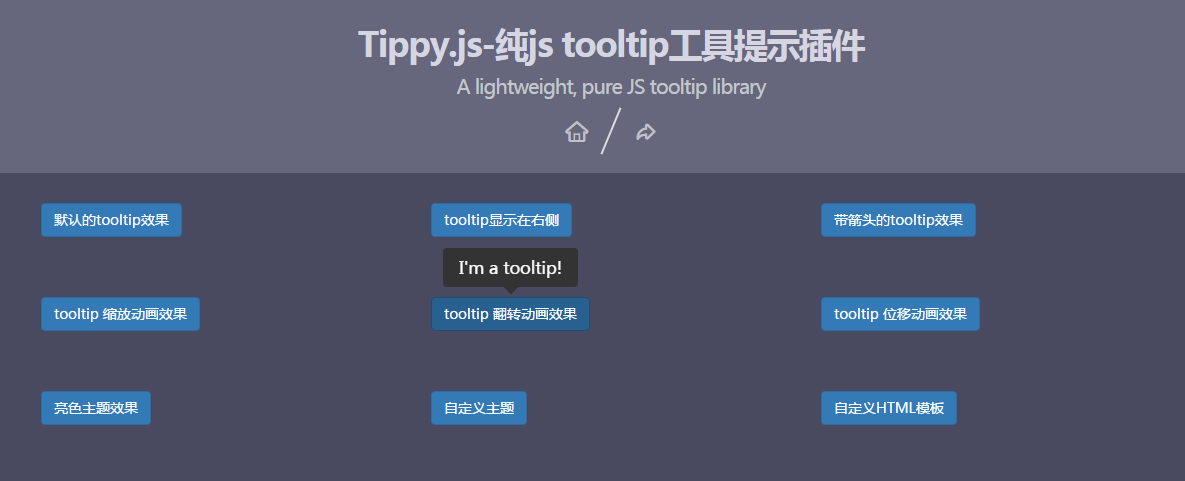 Tippy.js-纯js tooltip工具提示插件
A lightweight, pure JS tooltip library
默认的tooltip效果
tooltip显示在右侧
带箭头的tooltip效果
I'm a tooltip!
tooltip 缩放动画效果
tooltip 翻转动画效果
tooltip 位移动画效果
亮色主题效果
自定义主题
自定义HTML模板